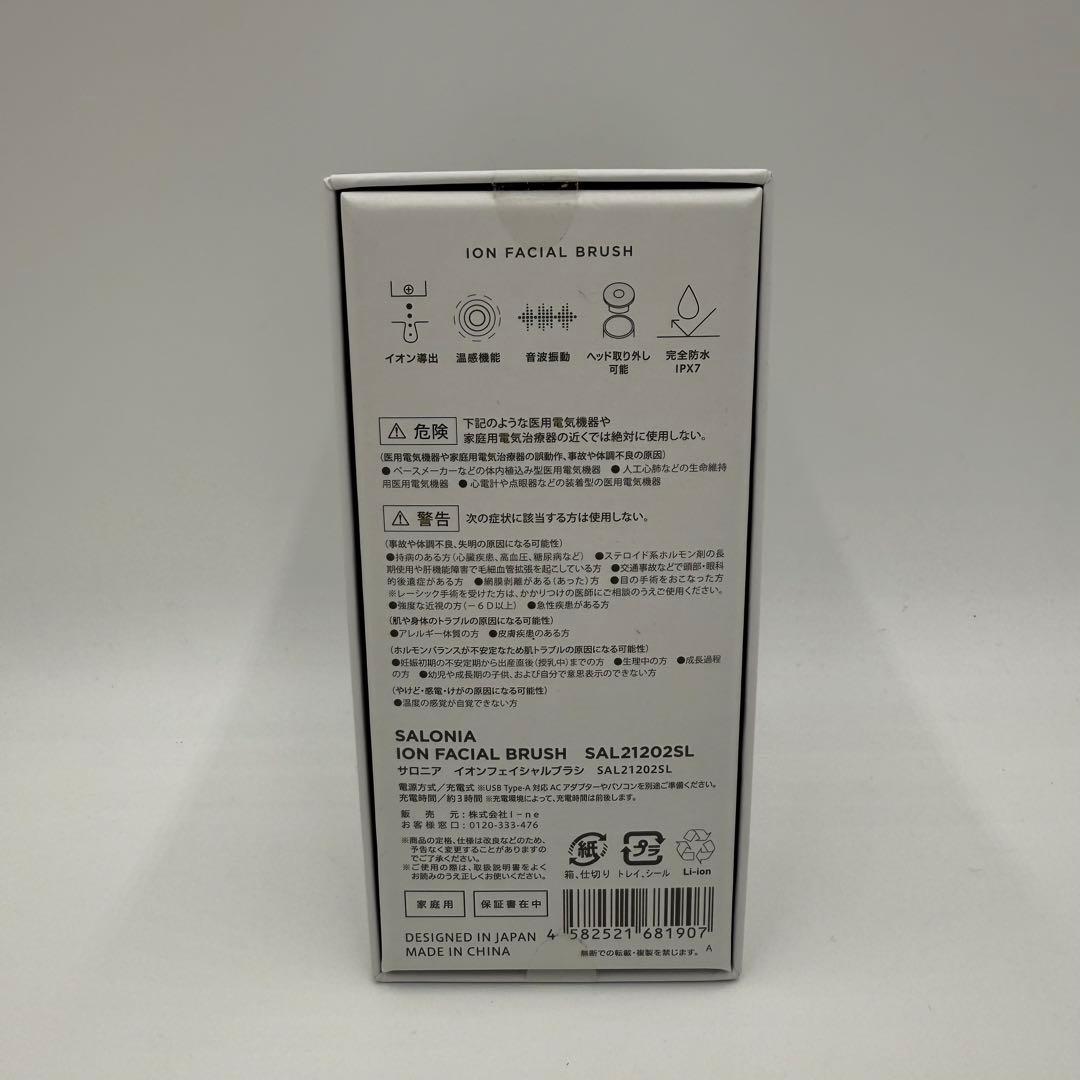 ION FACIAL BRUSH
イオン導出 温感機能 音波振動 ヘッド取り外し可能 完全防水 IPX7
危険 下記のような医用電気機器や
家庭用電気治療器の近くでは絶対に使用しない。
(医用電気機器や家庭用電気治療器の誤動作、事故や体調不良の原因)
●ペースメーカーなどの体内植込み型医用電気機器 ●人工心肺などの生命維持
用医用電気機器 ●心電計や点眼器などの装着型の医用電気機器
警告 次の症状に該当する方は使用しない。
(事故や体調不良、失明の原因になる可能性)
●持病のある方(心臓疾患、高血圧、糖尿病など) ●ステロイド系ホルモン剤の長
期使用や肝機能障害で毛細血管拡張を起こしている方 ●交通事故などで頭部・眼科
的後遺症がある方 ●網膜剥離がある(あった)方 ●目の手術をおこなった方
※レーシック手術を受けた方は、かかりつけの医師にご相談のうえご使用ください。
●強度な近視の方(−6D以上) ●急性疾患がある方
(肌や身体のトラブルの原因になる可能性)
●アレルギー体質の方 ●皮膚疾患のある方
(ホルモンバランスが不安定なため肌トラブルの原因になる可能性)
●妊娠初期の不安定期から出産直後(授乳中)までの方 ●生理中の方 ●成長過程
の方 ●幼児や成長期の子供、および自分で意思表示のできない方
(やけど・感電・けがの原因になる可能性)
●温度の感覚が自覚できない方
SALONIA
ION FACIAL BRUSH SAL21202SL
サロニア イオンフェイシャルブラシ SAL21202SL
電源方式/充電式 ※USB Type-A 対応 AC アダプターやパソコンを別途ご準備ください。
充電時間/約3時間 ※充電環境によって、充電時間は前後します。
販売元:株式会社I-ne
お客様窓口:0120-333-476
※商品の定格、仕様は改良などのため、
予告なく変更することがありますの
でご了承ください。
※ご使用の際は、取扱説明書をよく
お読みのうえ正しくお使いください。
紙 プラ
箱、仕切り トレイ、シール Li-ion
家庭用 保証書在中
DESIGNED IN JAPAN
MADE IN CHINA
4 582521 681907
無断での転載・複製を禁じます。 A